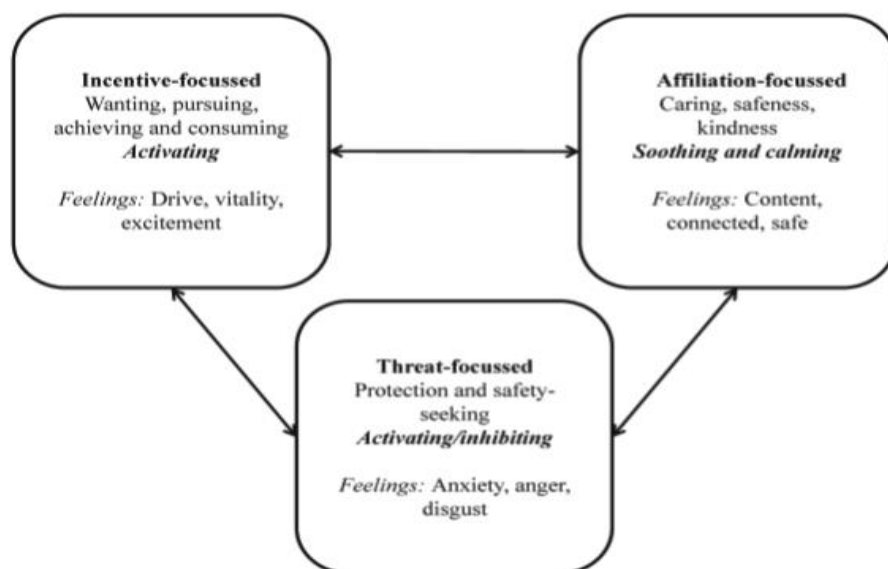 Incentive-focussed
Wanting, pursuing,
achieving and consuming
Activating
Feelings: Drive, vitality,
excitement
Affiliation-focussed
Caring, safeness,
kindness
Soothing and calming
Feelings: Content,
connected, safe
Threat-focussed
Protection and safety-
seeking
Activating/inhibiting
Feelings: Anxiety, anger,
disgust